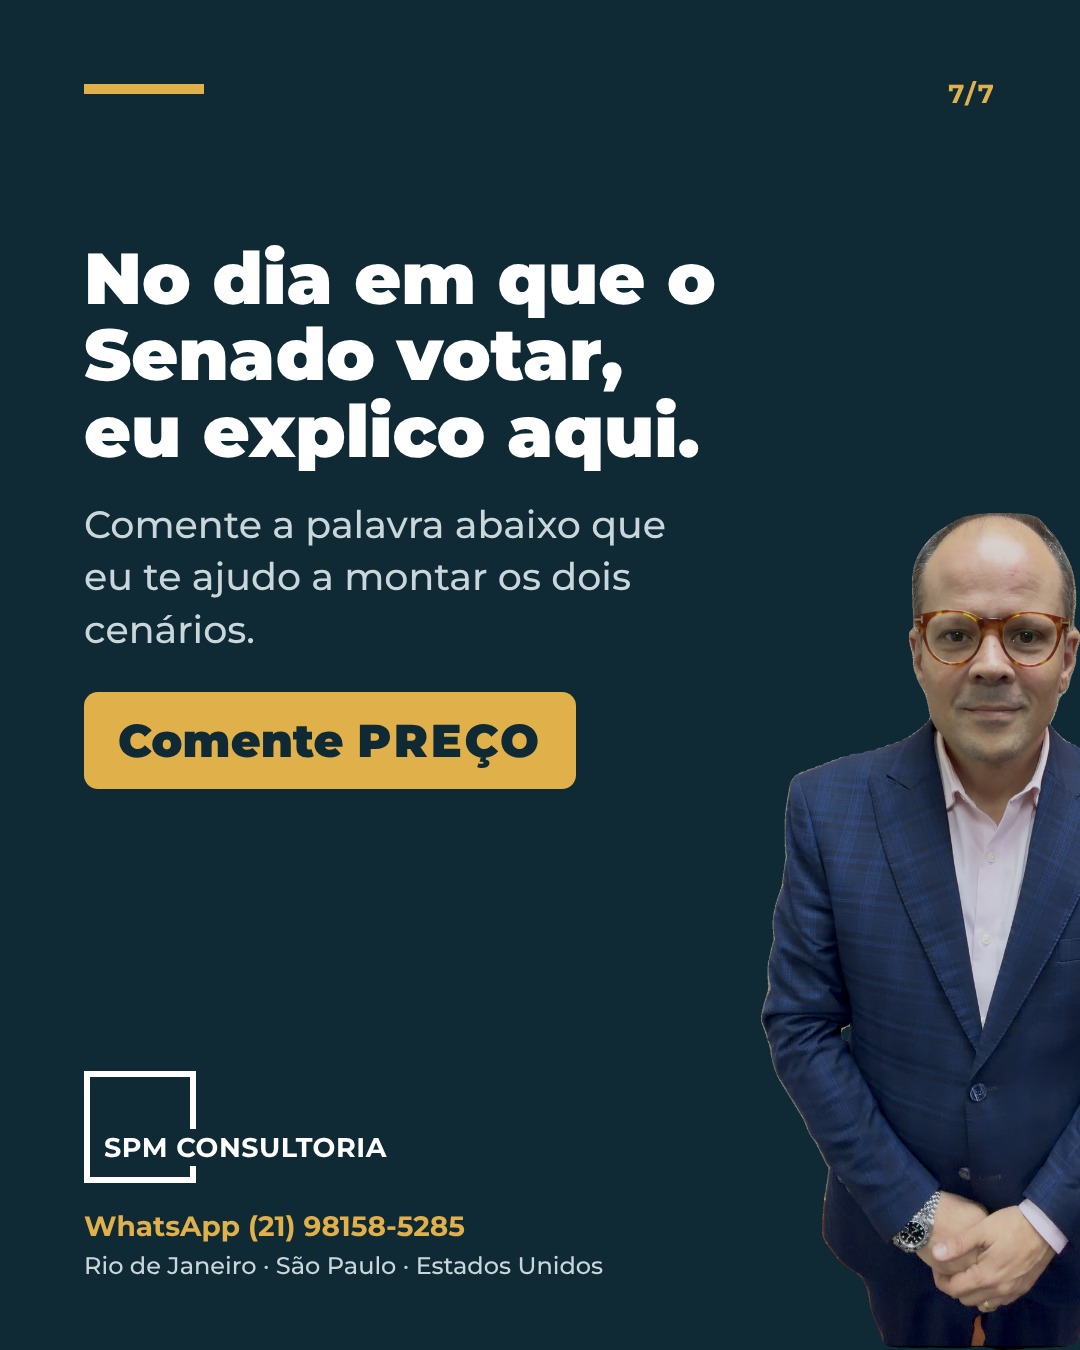 7/7
No dia em que o
Senado votar,
eu explico aqui.
Comente a palavra abaixo que
eu te ajudo a montar os dois
cenários.
Comente PREÇO
SPM CONSULTORIA
WhatsApp (21) 98158-5285
Rio de Janeiro · São Paulo · Estados Unidos